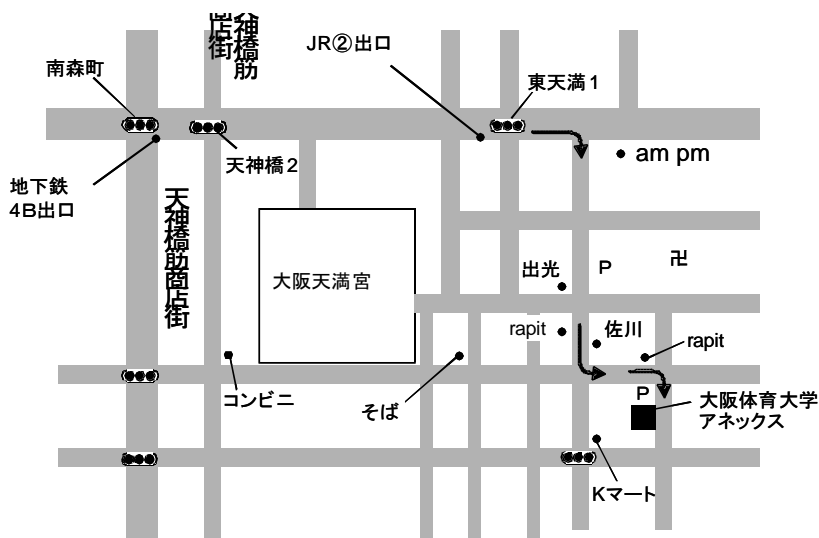 天神橋筋
商店街
JR②出口
南森町
東天満1
am pm
天神橋2
地下鉄
4B出口
天神橋筋商店街
大阪天満宮
出光
P
卍
rapit
佐川
rapit
コンビニ
そば
P
大阪体育大学
アネックス
Kマート